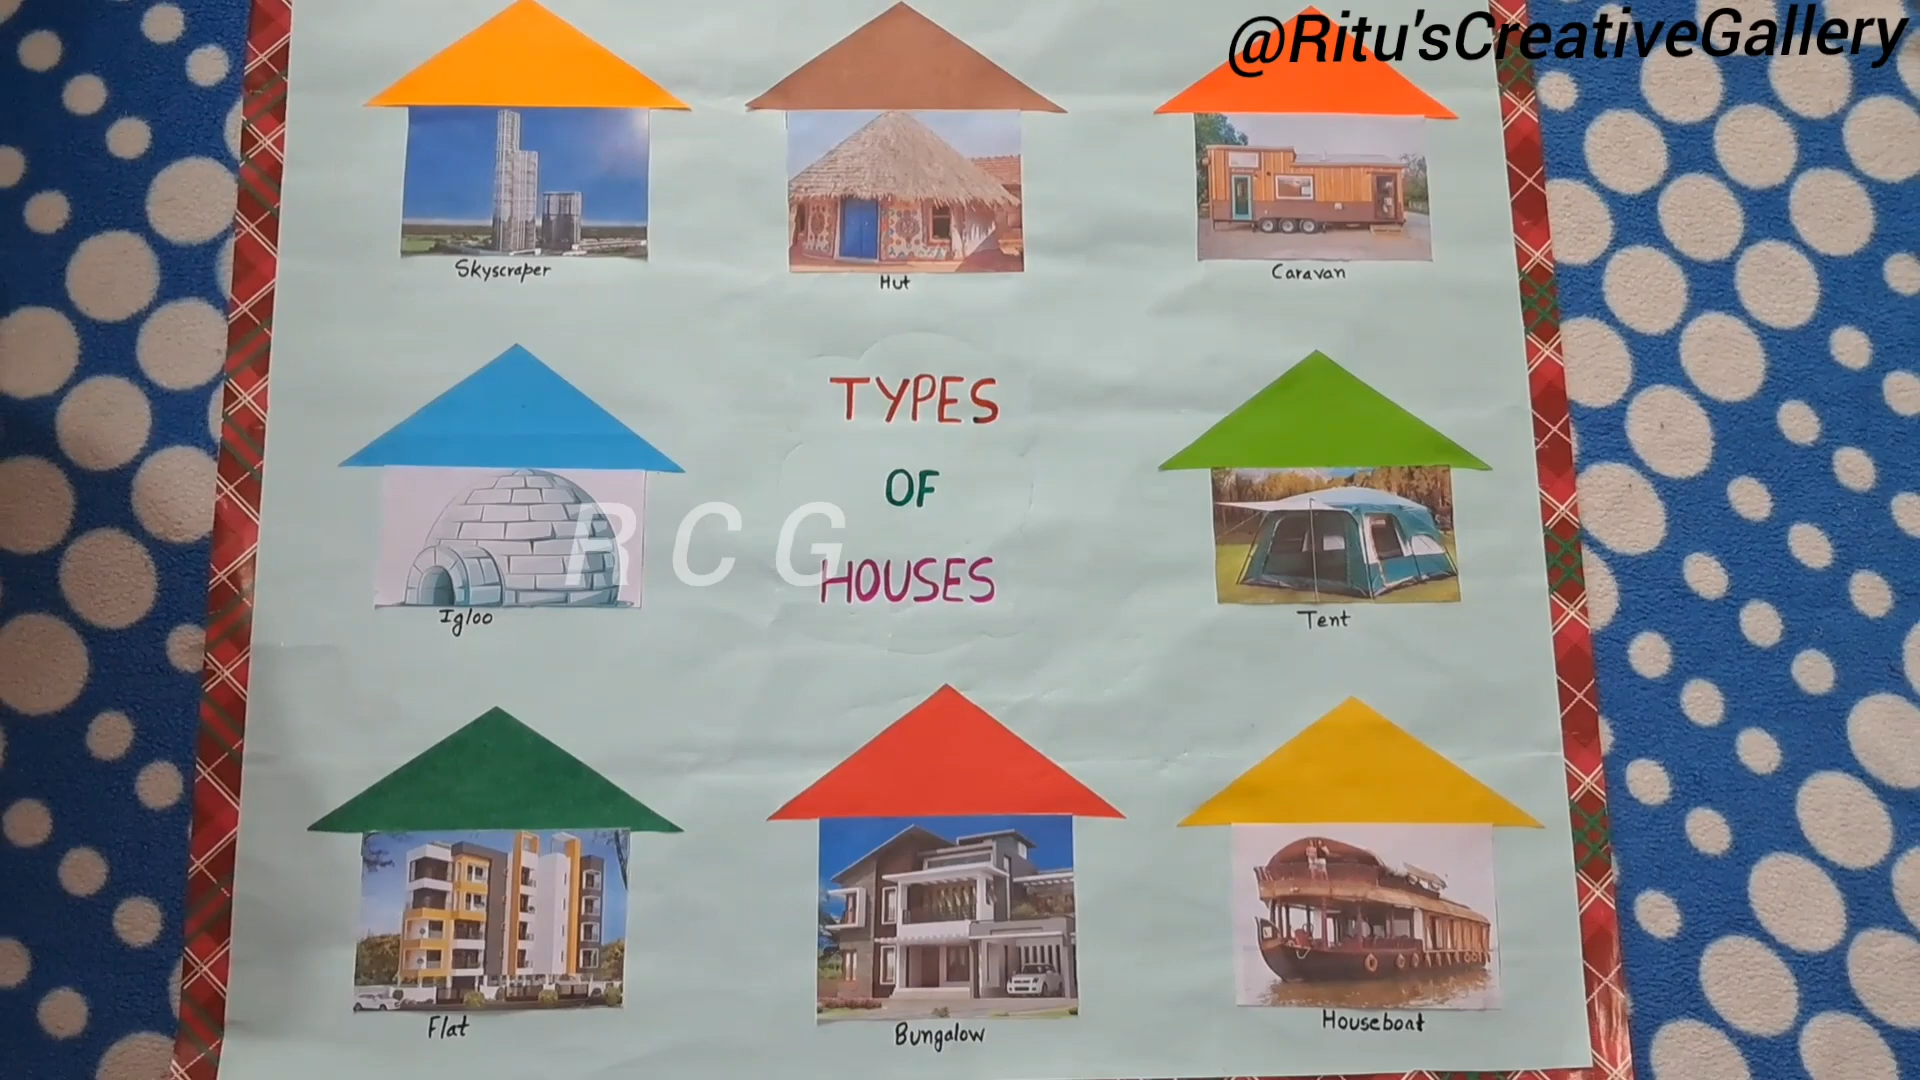 @Ritu'sCreativeGallery
Skyscraper
Hut
Caravan
TYPES
OF
HOUSES
R C G
Igloo
Tent
Flat
Bungalow
Houseboat